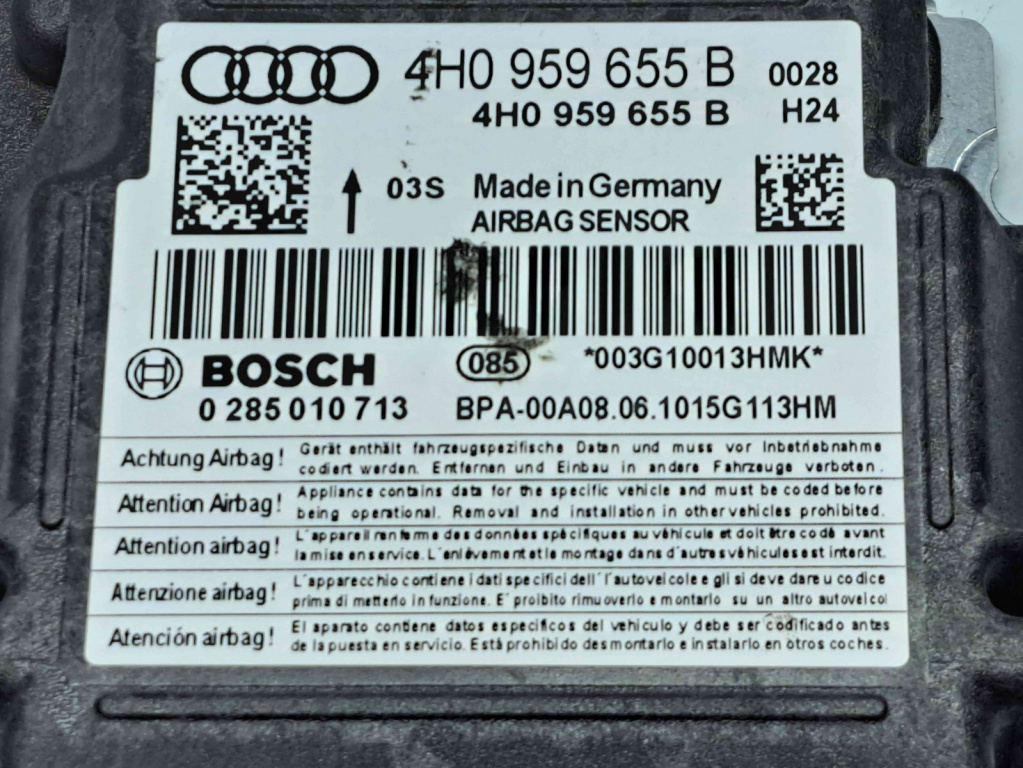 4H0 959 655 B 0028
4H0 959 655 B H24
03S Made in Germany
AIRBAG SENSOR
BOSCH 085 *003G10013HMK*
0 285 010 713 BPA-00A08.06.1015G113HM
Achtung Airbag! Gerät enthält fahrzeugspezifische Daten und muss vor Inbetriebnahme
codiert werden. Entfernen und Einbau in andere Fahrzeuge verboten.
Attention Airbag! Appliance contains data for the specific vehicle and must be coded before
being operational. Removal and installation in other vehicles prohibited.
Attention airbag! L'appareil renferme des données spécifiques au véhicule et doit être codé avant
la mise en service. L'enlèvement et le montage dans d'autres véhicules est interdit.
Attenzione airbag! L'apparecchio contiene i dati specifici dell'l'autoveicolo e gli si deve dare u codice
prima di metterlo in funzione. E' proibito rimuoverlo e montarlo su un altro autoveicol
Atención airbag! El aparato contiene datos específicos del vehículo y debe ser codificado antes
de la puesta en servicio. Está prohibido desmontarlo e instalarlo en otros coches.